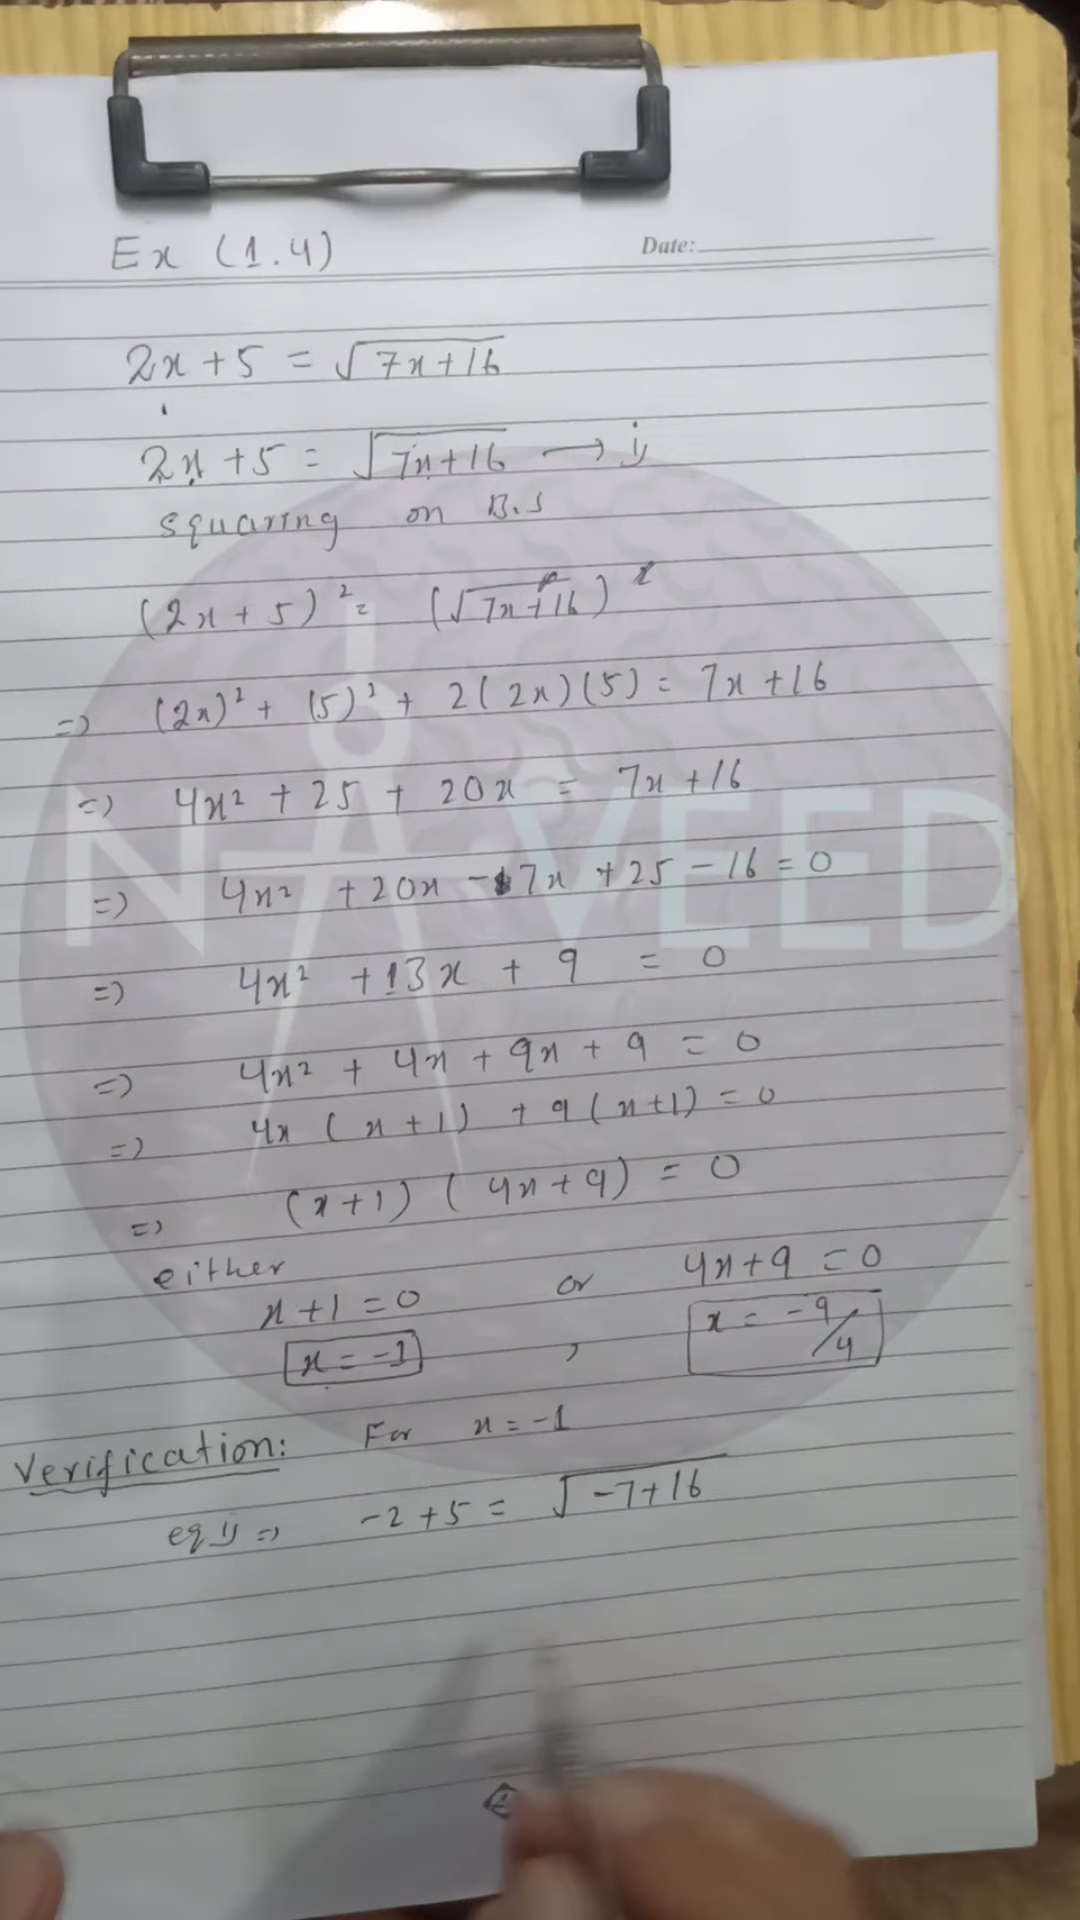 Ex (1.4)
Date:
2x + 5 = √7x+16
2x + 5 = √7x+16 → i)
squaring on B.S
(2x + 5)² = (√7x+16)²
=> (2x)² + (5)² + 2(2x)(5) = 7x+16
=> 4x² + 25 + 20x = 7x+16
=> 4x² + 20x - 7x + 25 - 16 = 0
=> 4x² + 13x + 9 = 0
=> 4x² + 4x + 9x + 9 = 0
=> 4x (x + 1) + 9(x+1) = 0
=> (x+1) (4x+9) = 0
either
x+1=0 or 4x+9=0
x=-1 , x = -9/4
Verification: For x=-1
eq i) => -2+5 = √-7+16
NAVEED